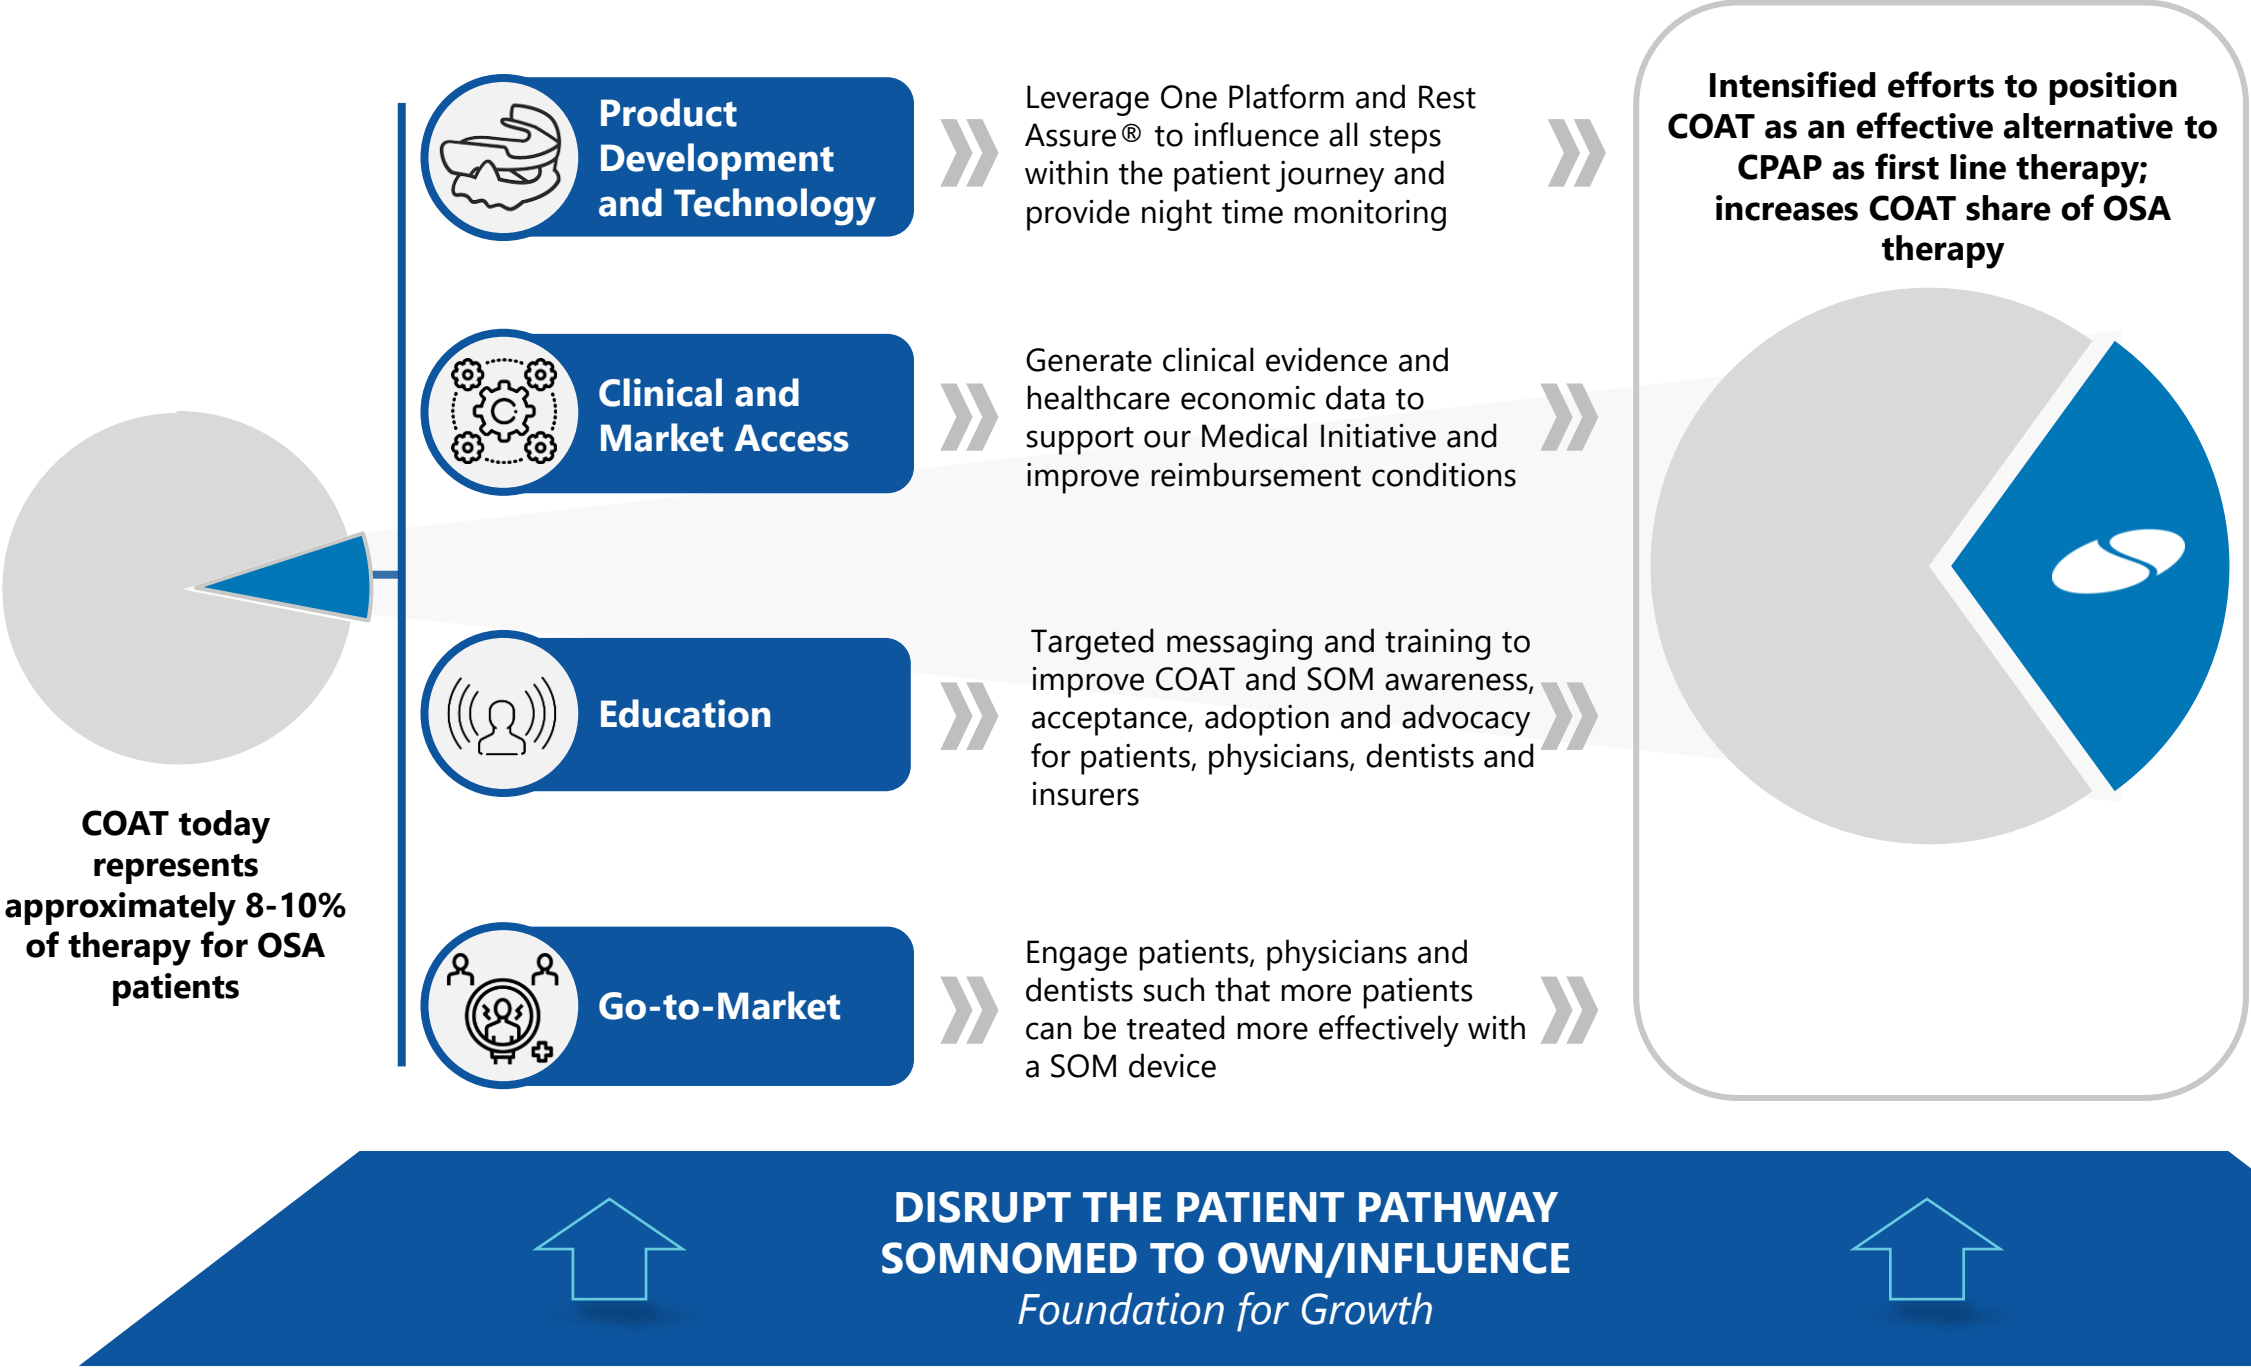 COAT today
represents
approximately 8-10%
of therapy for OSA
patients
Product
Development
and Technology
Leverage One Platform and Rest
Assure® to influence all steps
within the patient journey and
provide night time monitoring
Clinical and
Market Access
Generate clinical evidence and
healthcare economic data to
support our Medical Initiative and
improve reimbursement conditions
Education
Targeted messaging and training to
improve COAT and SOM awareness,
acceptance, adoption and advocacy
for patients, physicians, dentists and
insurers
Go-to-Market
Engage patients, physicians and
dentists such that more patients
can be treated more effectively with
a SOM device
Intensified efforts to position
COAT as an effective alternative to
CPAP as first line therapy;
increases COAT share of OSA
therapy
DISRUPT THE PATIENT PATHWAY
SOMNOMED TO OWN/INFLUENCE
Foundation for Growth